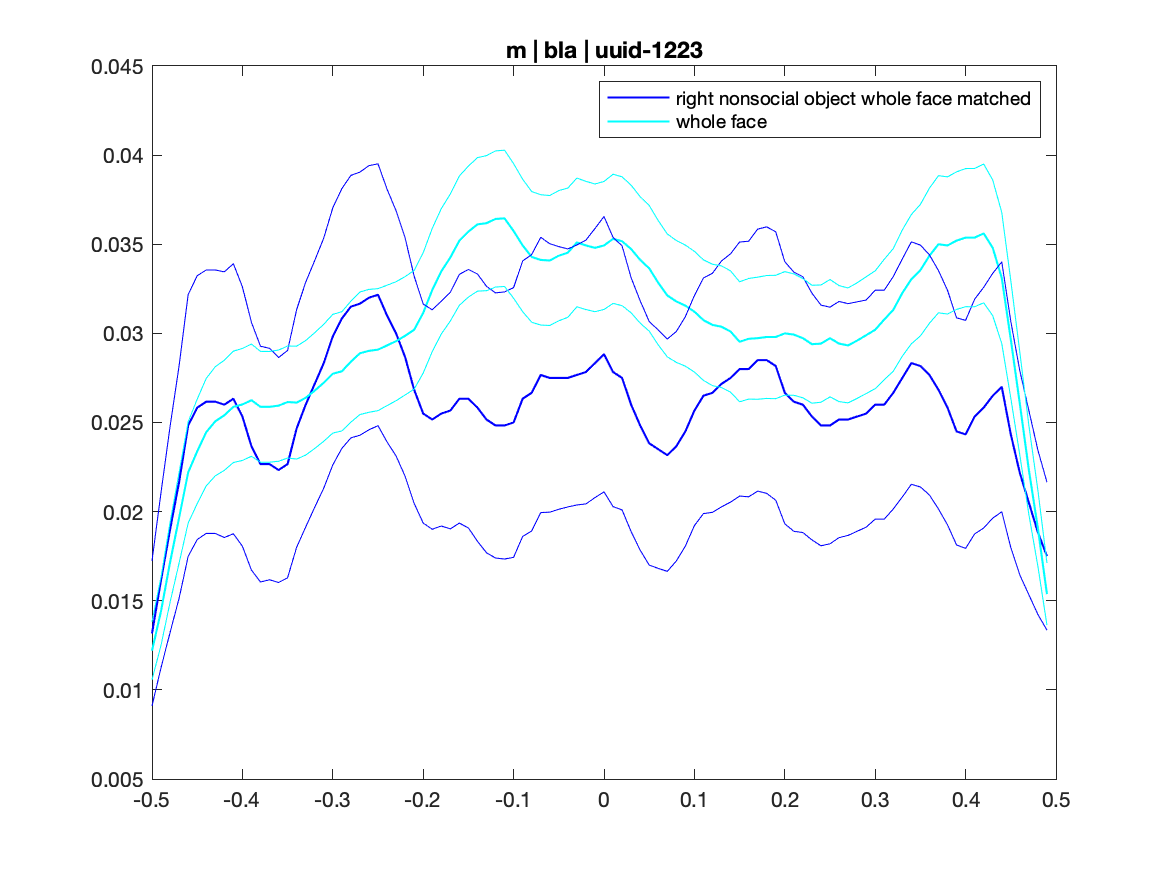 m | bla | uuid-1223
right nonsocial object whole face matched
whole face
0.045
0.04
0.035
0.03
0.025
0.02
0.015
0.01
0.005
-0.5 -0.4 -0.3 -0.2 -0.1 0 0.1 0.2 0.3 0.4 0.5